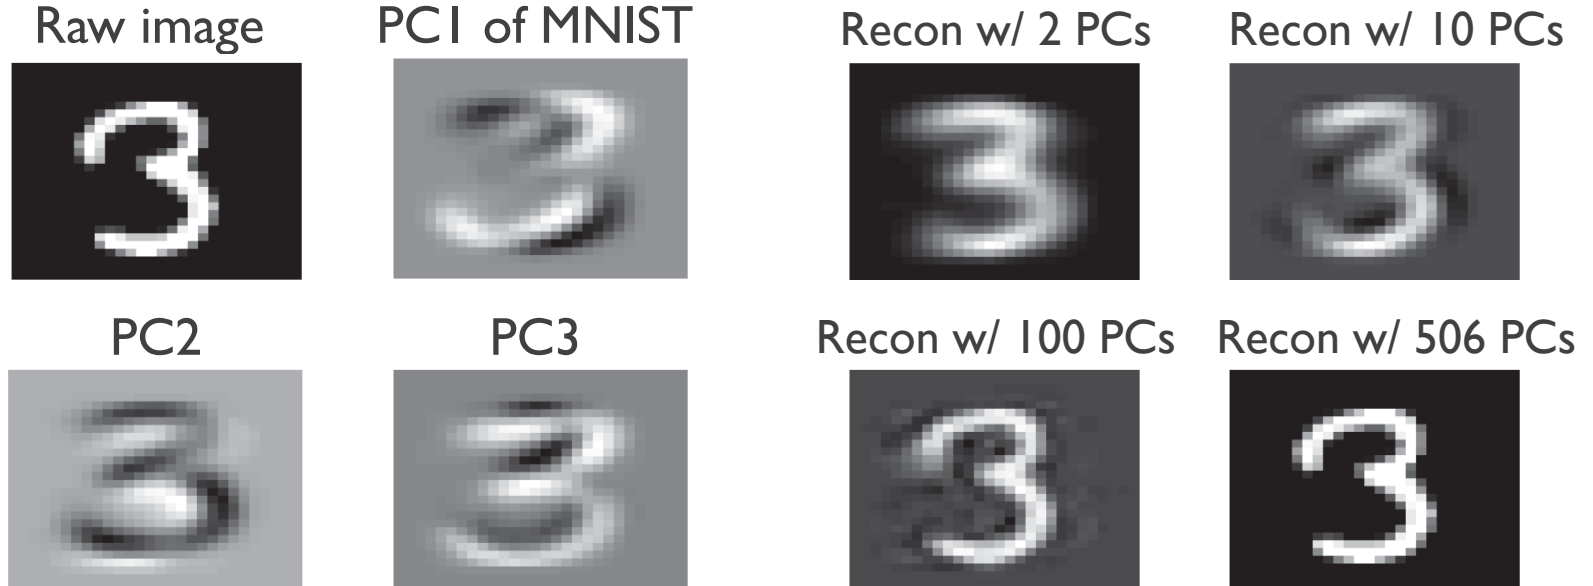 Raw image
PC1 of MNIST
Recon w/ 2 PCs
Recon w/ 10 PCs
PC2
PC3
Recon w/ 100 PCs
Recon w/ 506 PCs